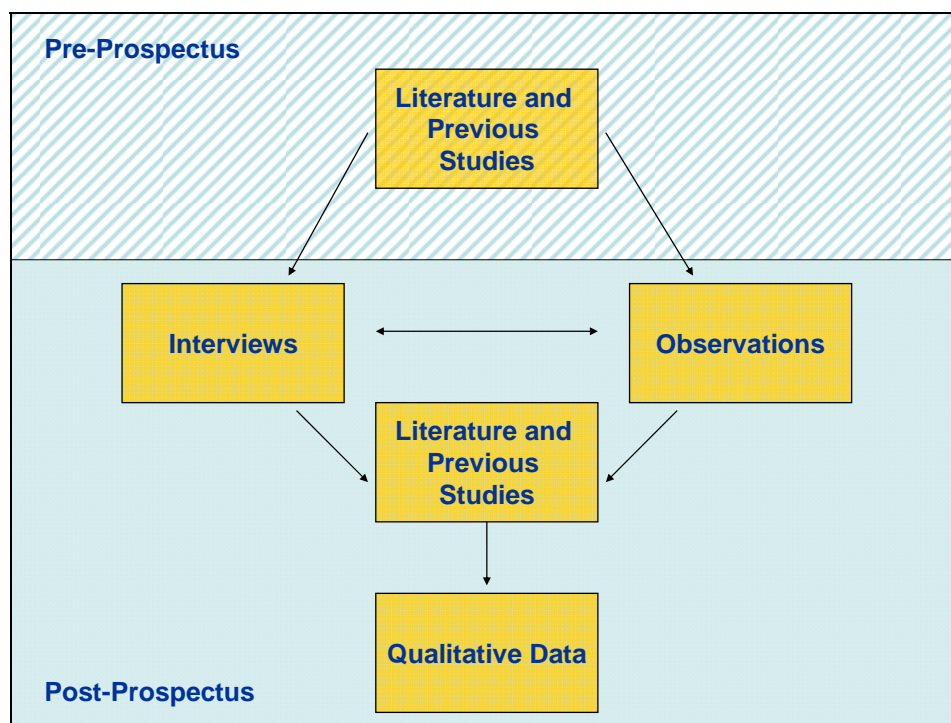 Pre-Prospectus
Literature and
Previous
Studies
Interviews
Observations
Literature and
Previous
Studies
Qualitative Data
Post-Prospectus